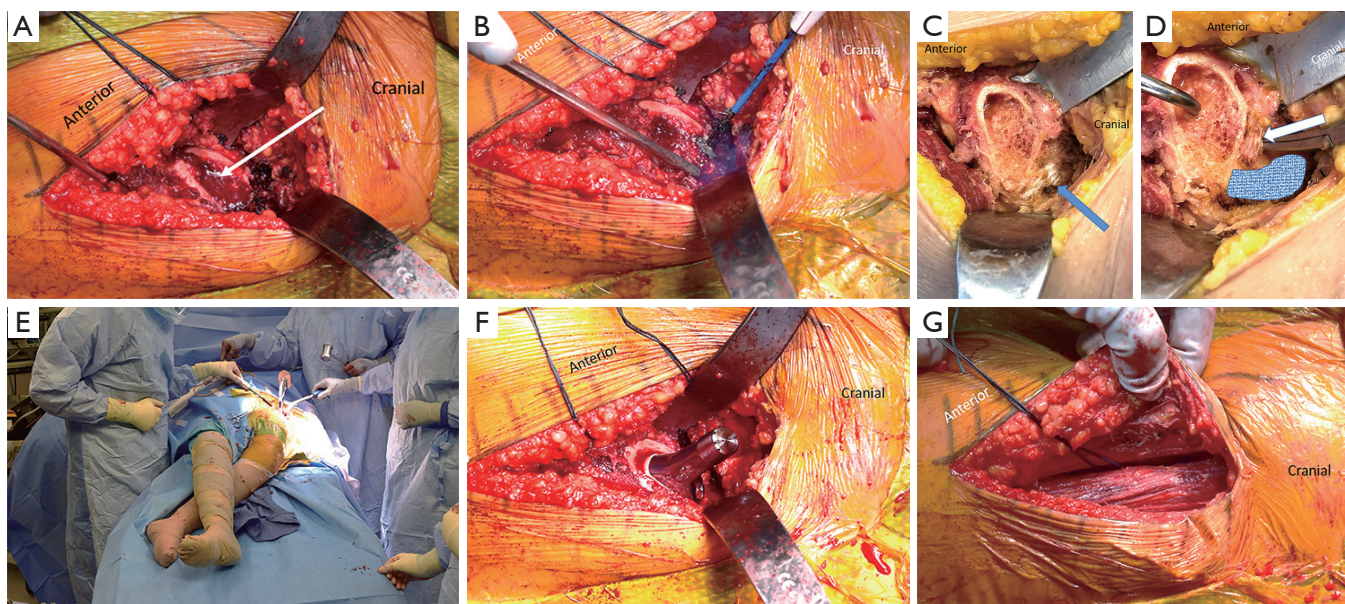 A
Anterior
Cranial
B
Anterior
Cranial
C
Anterior
Cranial
D
Anterior
Cranial
E
F
Anterior
Cranial
G
Anterior
Cranial